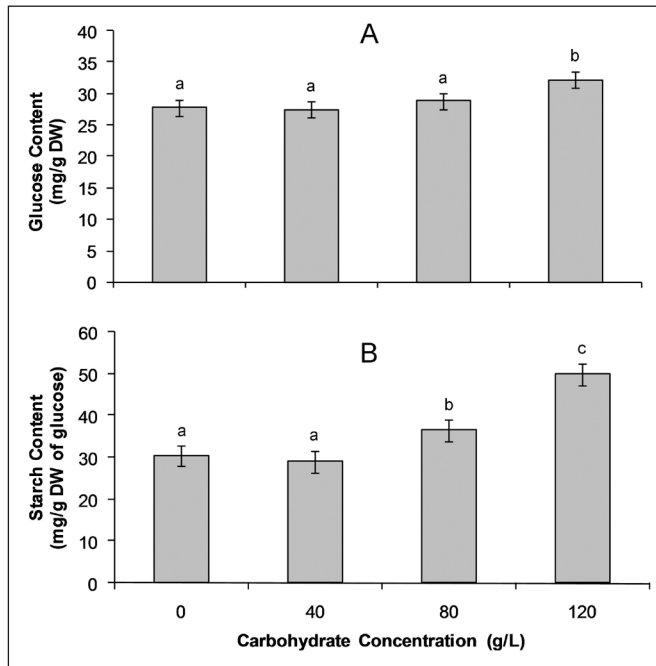 A
40
35
30
25
20
15
10
5
0
Glucose Content
(mg/g DW)
a
a
a
b
B
60
50
40
30
20
10
0
Starch Content
(mg/g DW of glucose)
a
a
b
c
0 40 80 120
Carbohydrate Concentration (g/L)